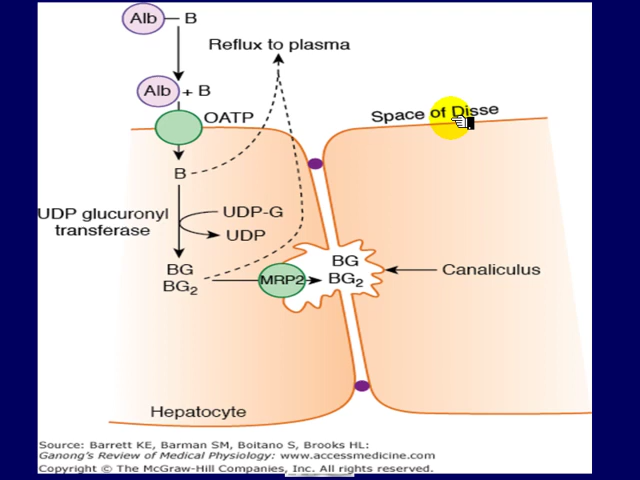 Alb B
Reflux to plasma
Alb + B
OATP
Space of Disse
B
UDP glucuronyl
transferase
UDP-G
UDP
BG
BG2
MRP2
BG
BG2
Canaliculus
Hepatocyte
Source: Barrett KE, Barman SM, Boitano S, Brooks HL:
Ganong's Review of Medical Physiology: www.accessmedicine.com
Copyright © The McGraw-Hill Companies, Inc. All rights reserved.